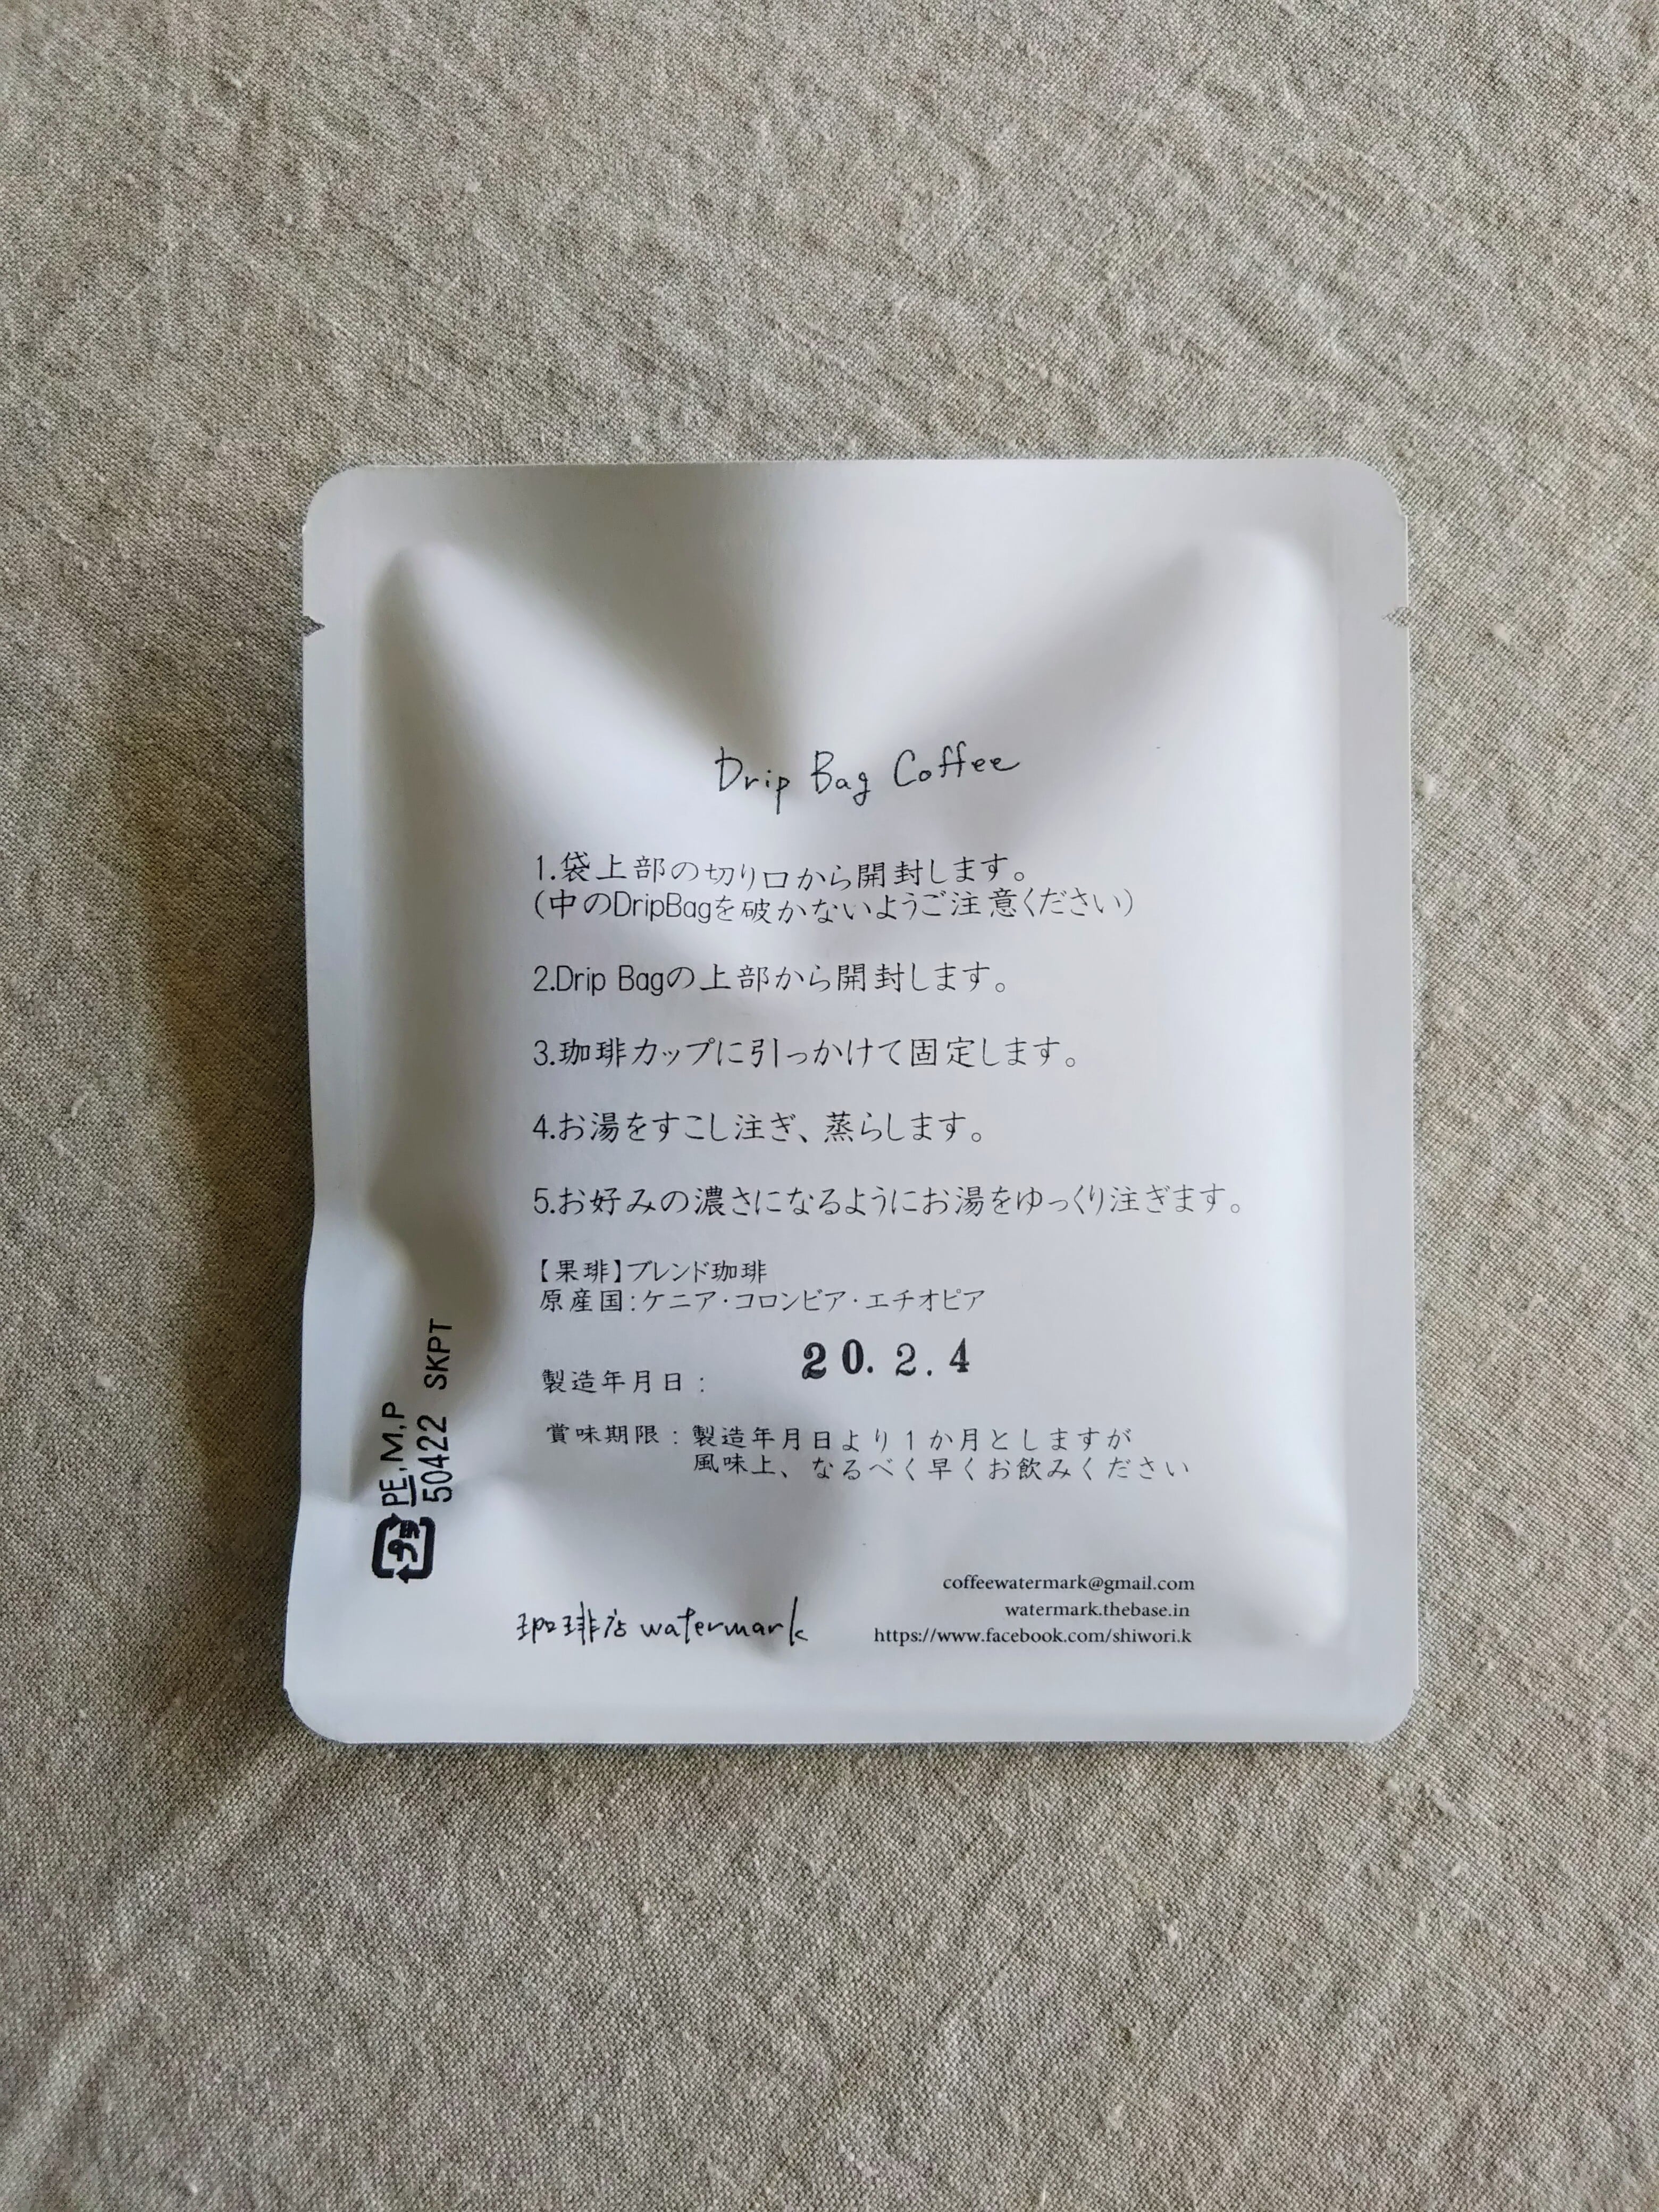 Drip Bag Coffee
1.袋上部の切り口から開封します。
(中のDripBagを破かないようご注意ください)
2.Drip Bagの上部から開封します。
3.珈琲カップに引っかけて固定します。
4.お湯をすこし注ぎ、蒸らします。
5.お好みの濃さになるようにお湯をゆっくり注ぎます。
【果琲】ブレンド珈琲
原産国:ケニア・コロンビア・エチオピア
20.2.4
製造年月日:
賞味期限:製造年月日より1か月としますが
風味上、なるべく早くお飲みください
プラ PE,M,P
50422 SKPT
coffeewatermark@gmail.com
watermark.thebase.in
珈琲店 watermark
https://www.facebook.com/shiwori.k